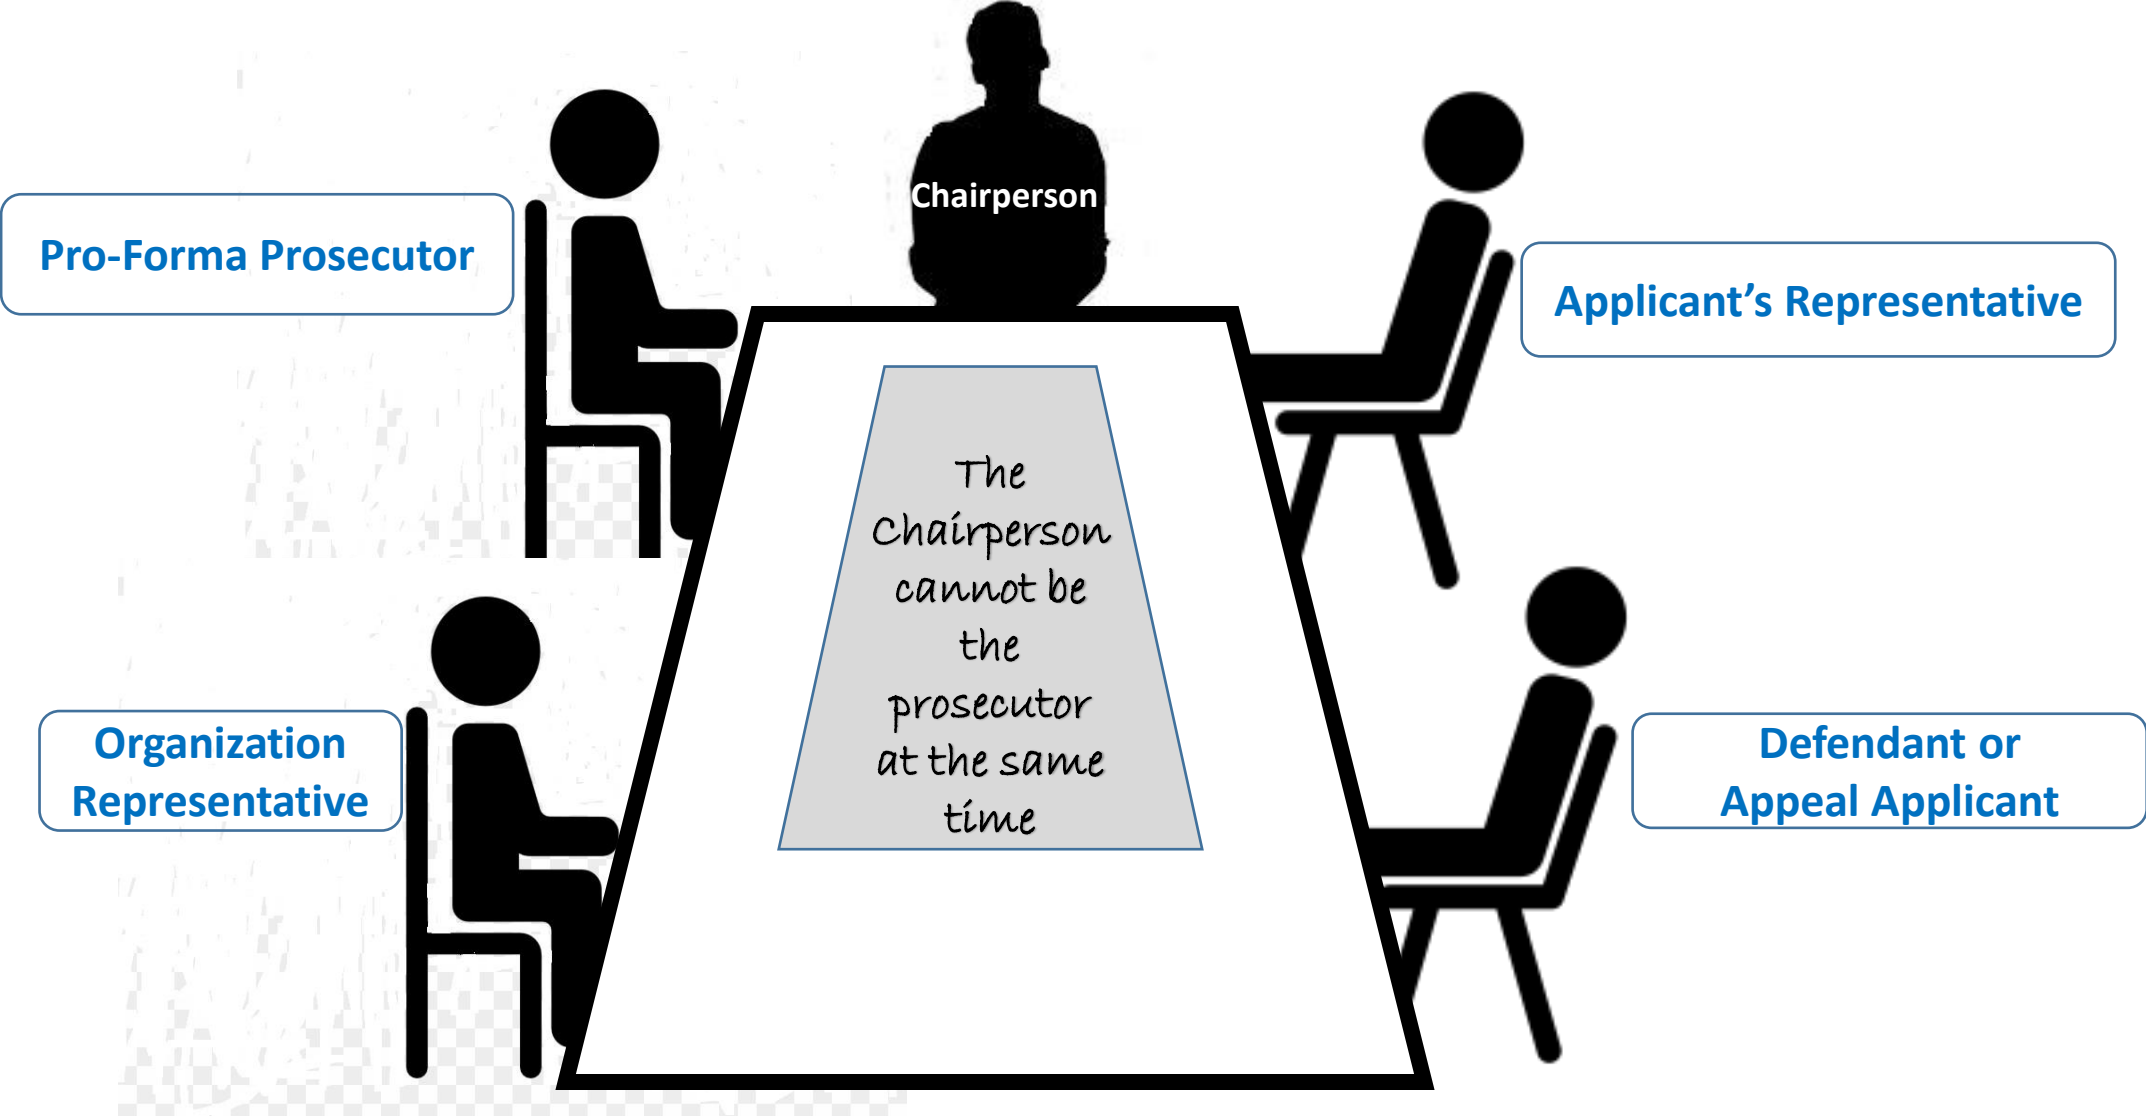 Chairperson
Pro-Forma Prosecutor
Applicant’s Representative
The
Chairperson
cannot be
the
prosecutor
at the same
time
Organization
Representative
Defendant or
Appeal Applicant